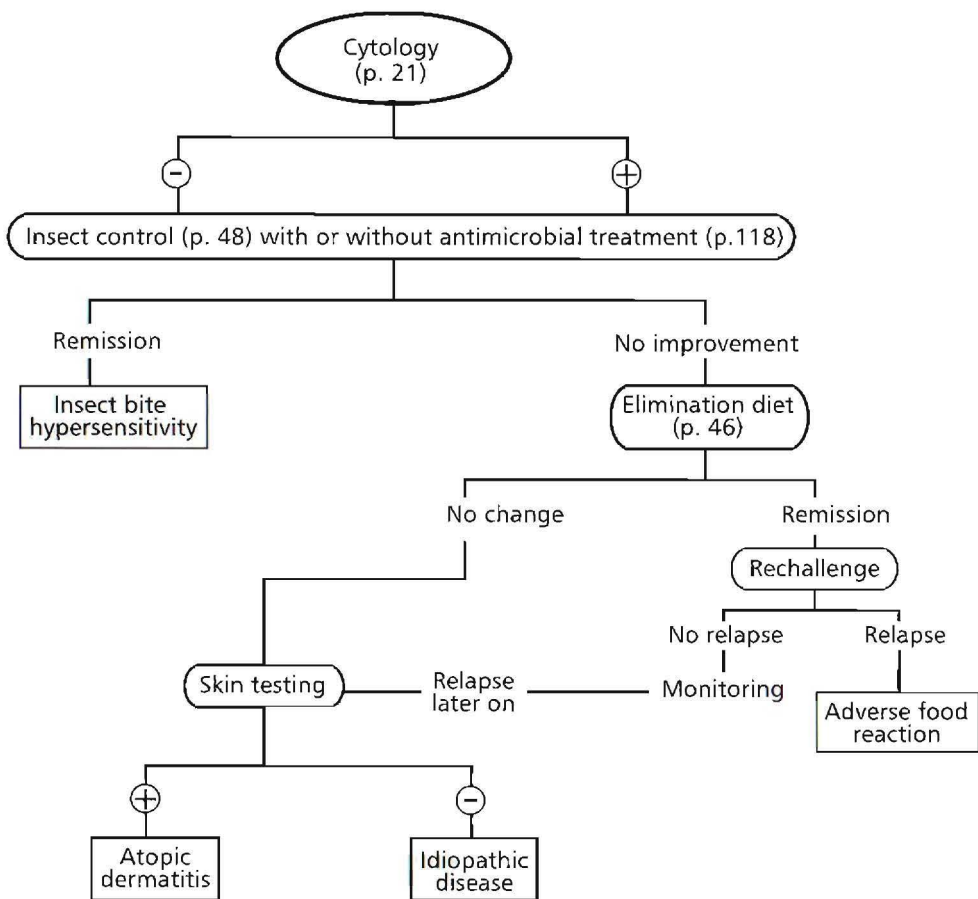 Cytology
(p. 21)
-
+
Insect control (p. 48) with or without antimicrobial treatment (p.118)
Remission
No improvement
Insect bite
hypersensitivity
Elimination diet
(p. 46)
No change
Remission
Rechallenge
No relapse
Relapse
Skin testing
Relapse
later on
Monitoring
Adverse food
reaction
+
-
Atopic
dermatitis
Idiopathic
disease